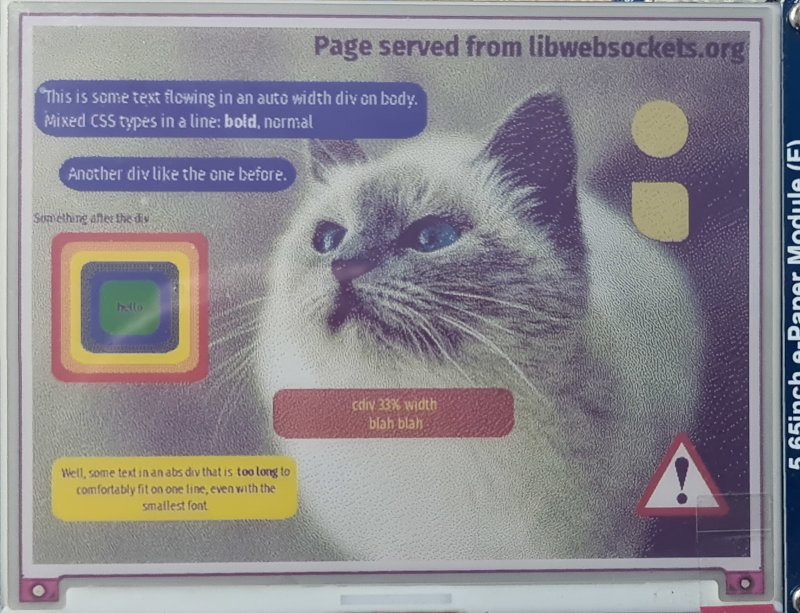 Page served from libwebsockets.org
This is some text flowing in an auto width div on body.
Mixed CSS types in a line: bold, normal
Another div like the one before.
Something after the div
hello
cdiv 33% width
blah blah
Well, some text in an abs div that is too long to
comfortably fit on one line, even with the
smallest font
!
5.65inch e-Paper Module (F)